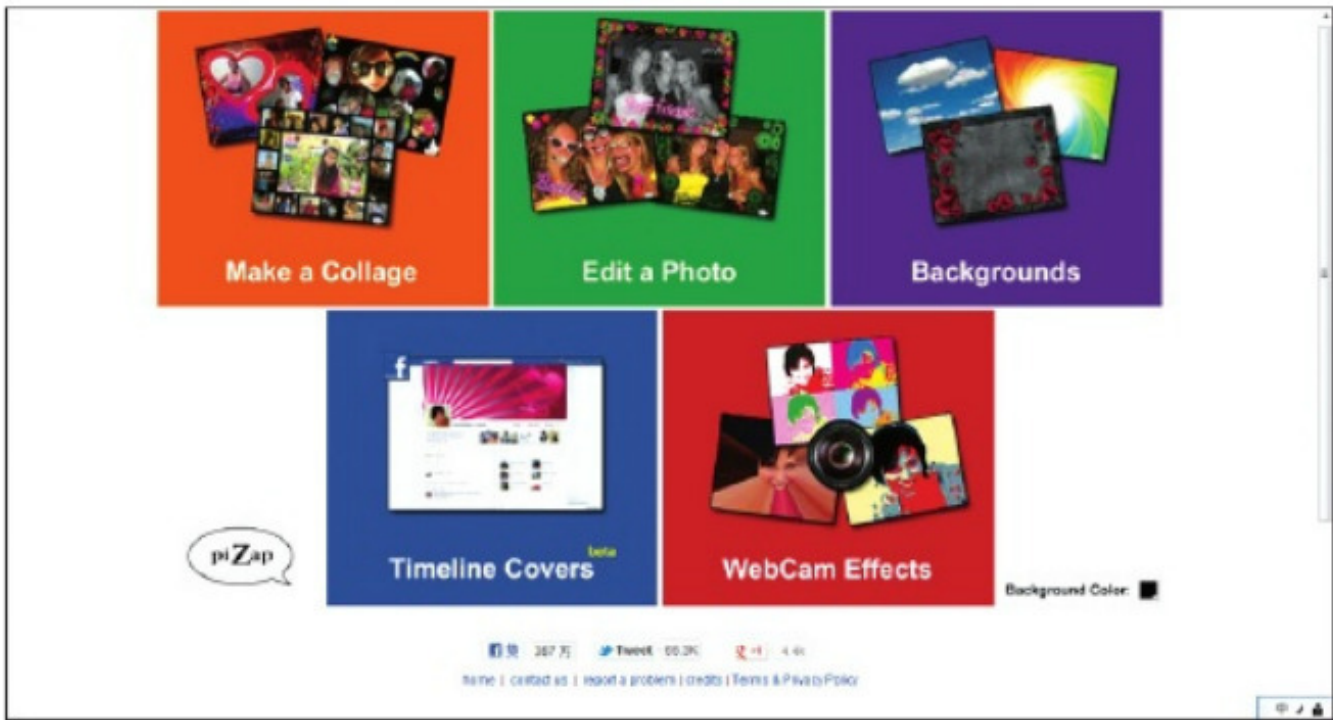 Make a Collage
Edit a Photo
Backgrounds
f
beta
Timeline Covers
WebCam Effects
piZap
Background Color:
Tweet
home | contact us | report a problem | credits | Terms & Privacy Policy
中